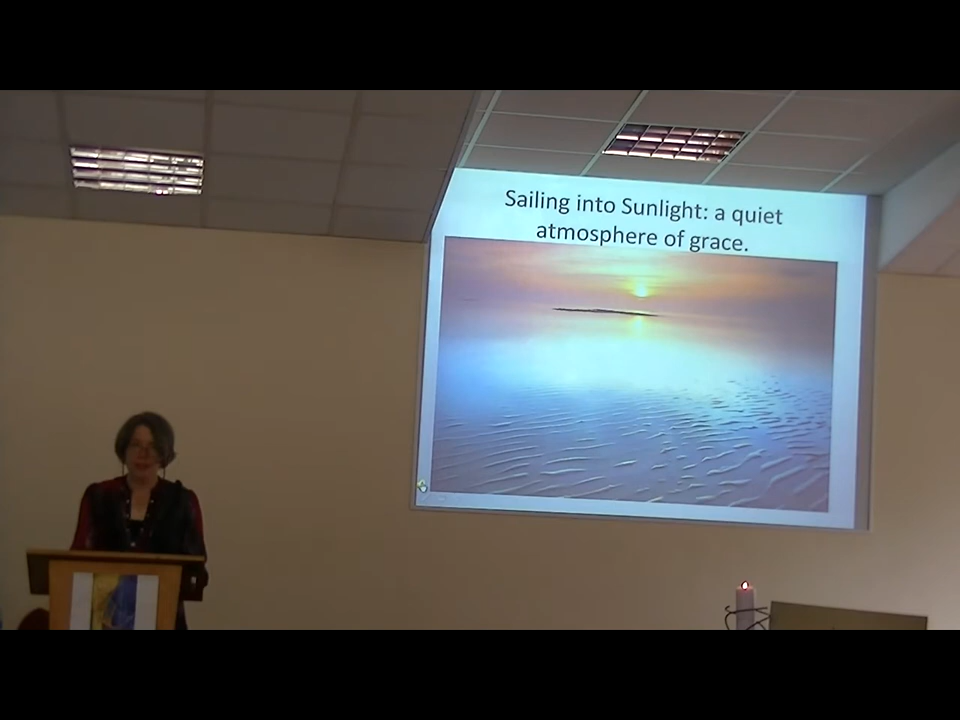 Sailing into Sunlight: a quiet
atmosphere of grace.